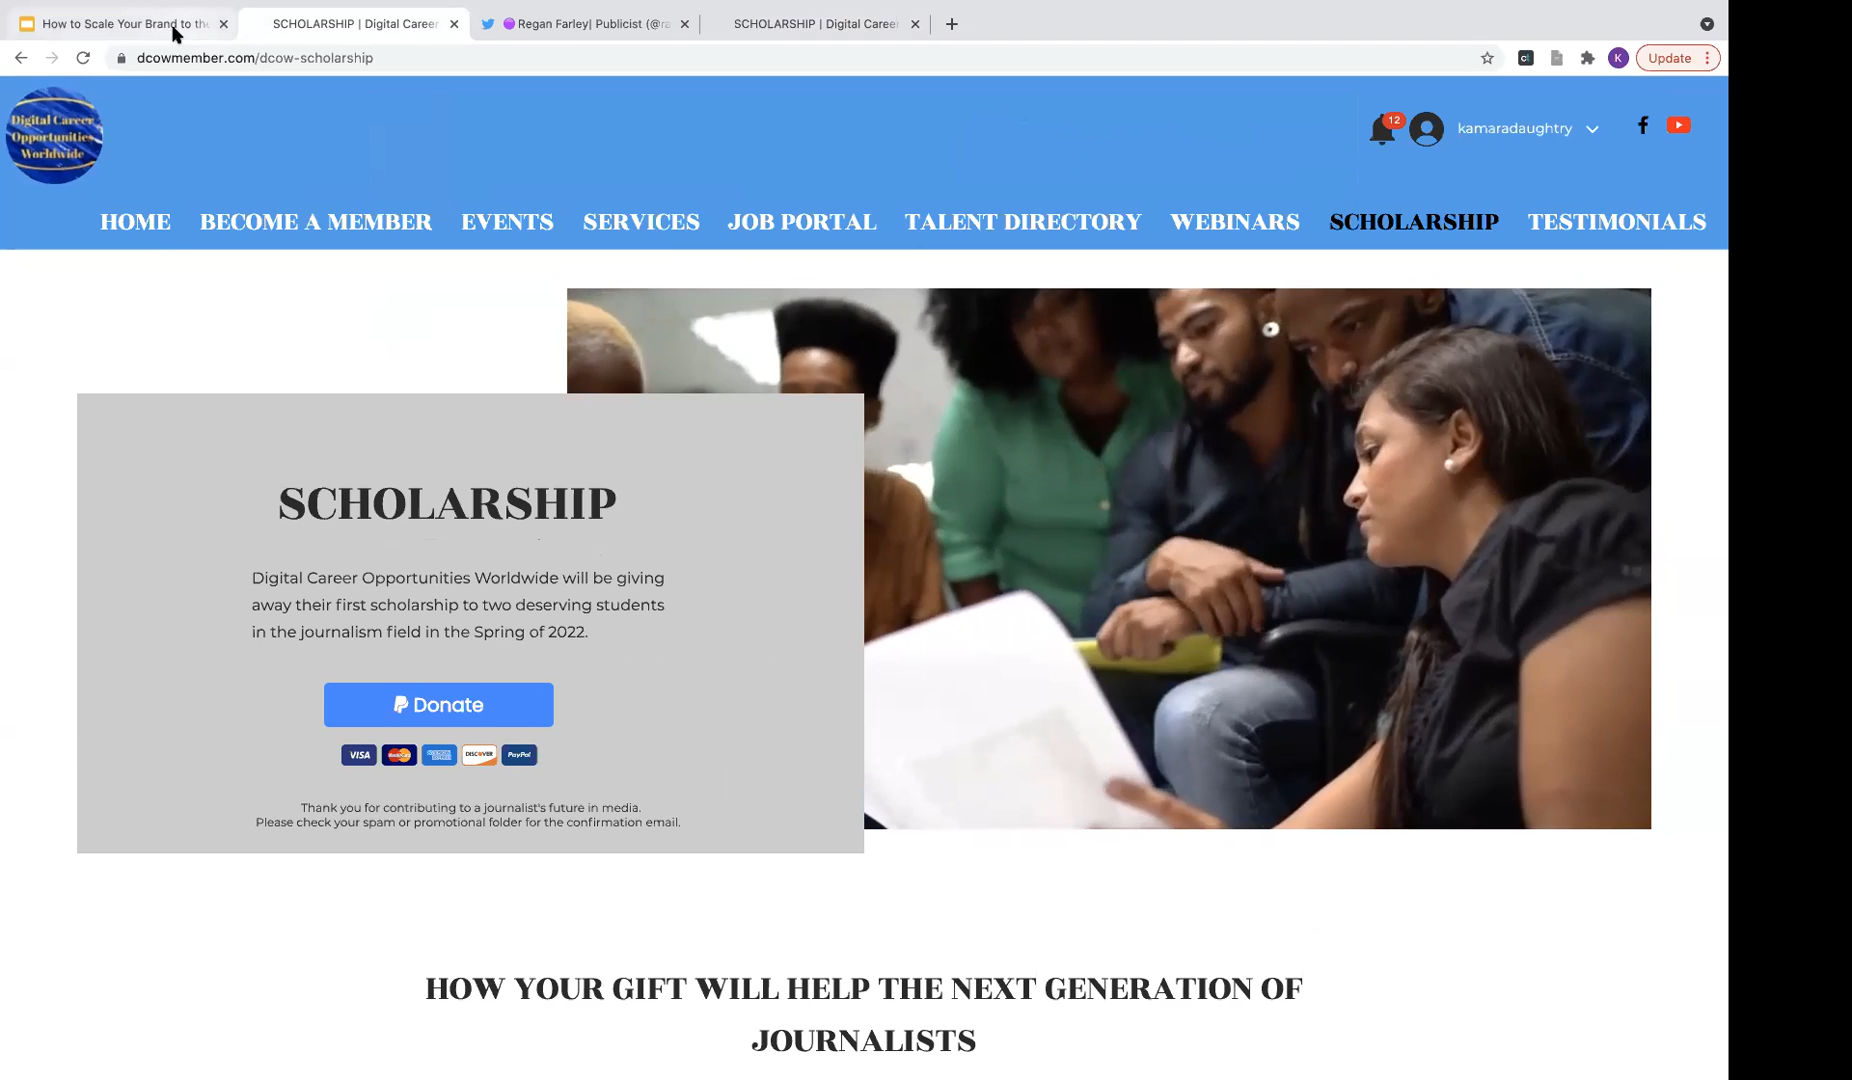 How to Scale Your Brand to the
SCHOLARSHIP | Digital Career
Regan Farley| Publicist (@ra
SCHOLARSHIP | Digital Caree
dcowmember.com/dcow-scholarship
K
Update
Digital Career
Opportunities
Worldwide
12
kamaradaughtry
HOME BECOME A MEMBER EVENTS SERVICES JOB PORTAL TALENT DIRECTORY WEBINARS SCHOLARSHIP TESTIMONIALS
SCHOLARSHIP
Digital Career Opportunities Worldwide will be giving
away their first scholarship to two deserving students
in the journalism field in the Spring of 2022.
Donate
VISA MasterCard AMERICAN EXPRESS DISCOVER PayPal
Thank you for contributing to a journalist's future in media.
Please check your spam or promotional folder for the confirmation email.
HOW YOUR GIFT WILL HELP THE NEXT GENERATION OF
JOURNALISTS